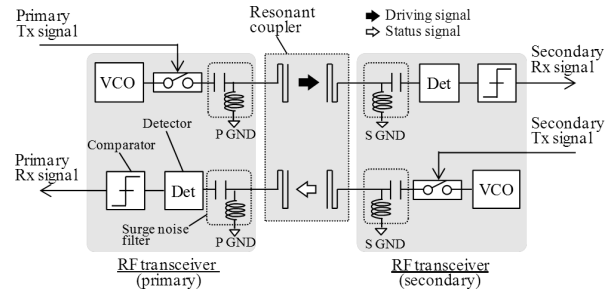 Resonant
coupler
Driving signal
Status signal
Primary
Tx signal
Secondary
Rx signal
VCO
Det
P GND
S GND
Detector
Comparator
Secondary
Tx signal
Primary
Rx signal
Det
VCO
Surge noise
filter
P GND
S GND
RF transceiver
(primary)
RF transceiver
(secondary)